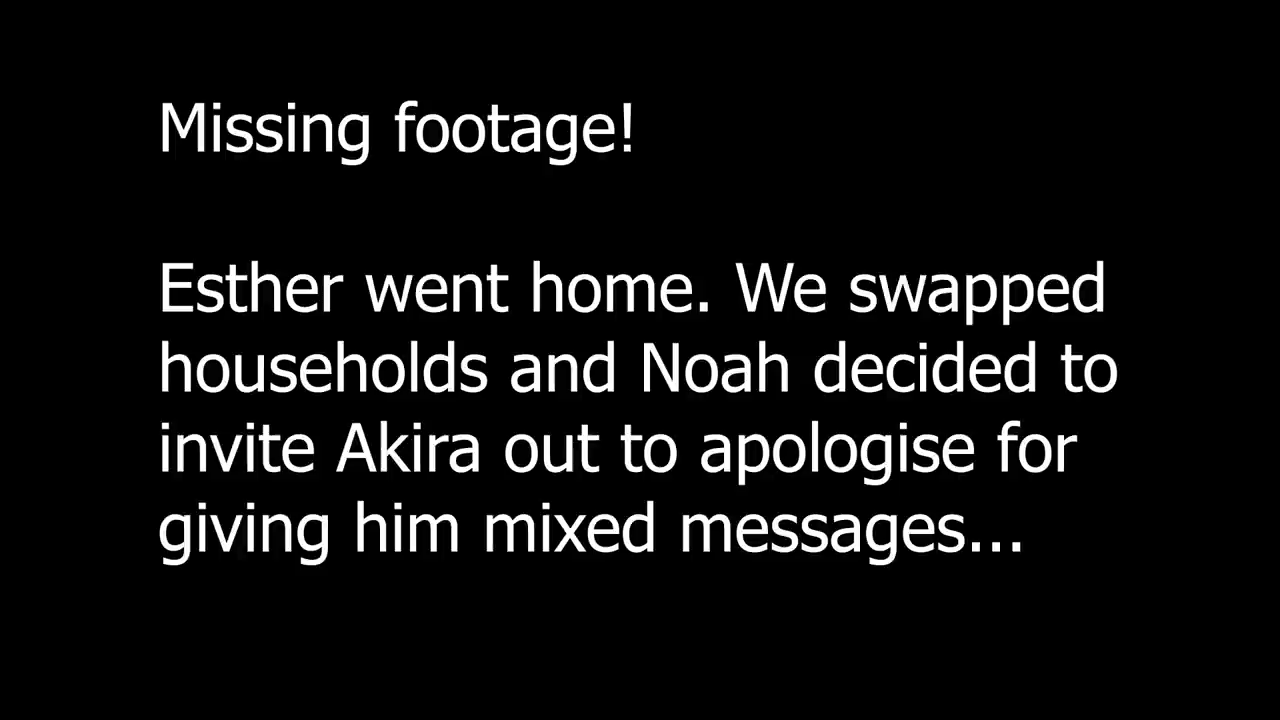 Missing footage!
Esther went home. We swapped
households and Noah decided to
invite Akira out to apologise for
giving him mixed messages...